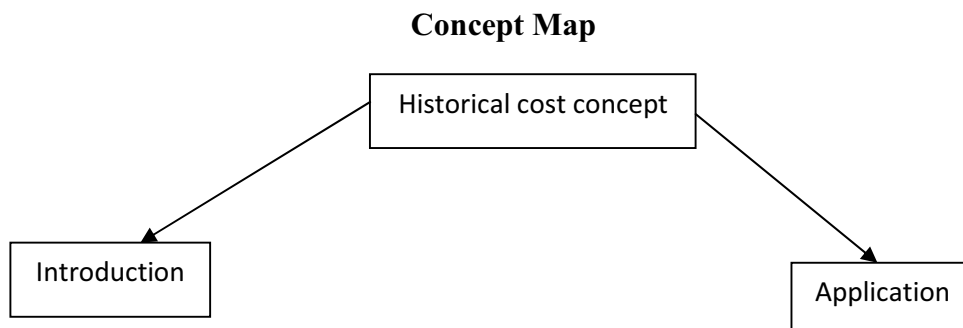 Concept Map
Historical cost concept
Introduction
Application